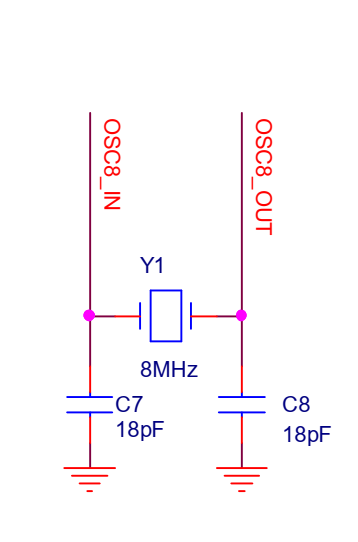 OSC8_IN
OSC8_OUT
Y1
8MHz
C7
18pF
C8
18pF